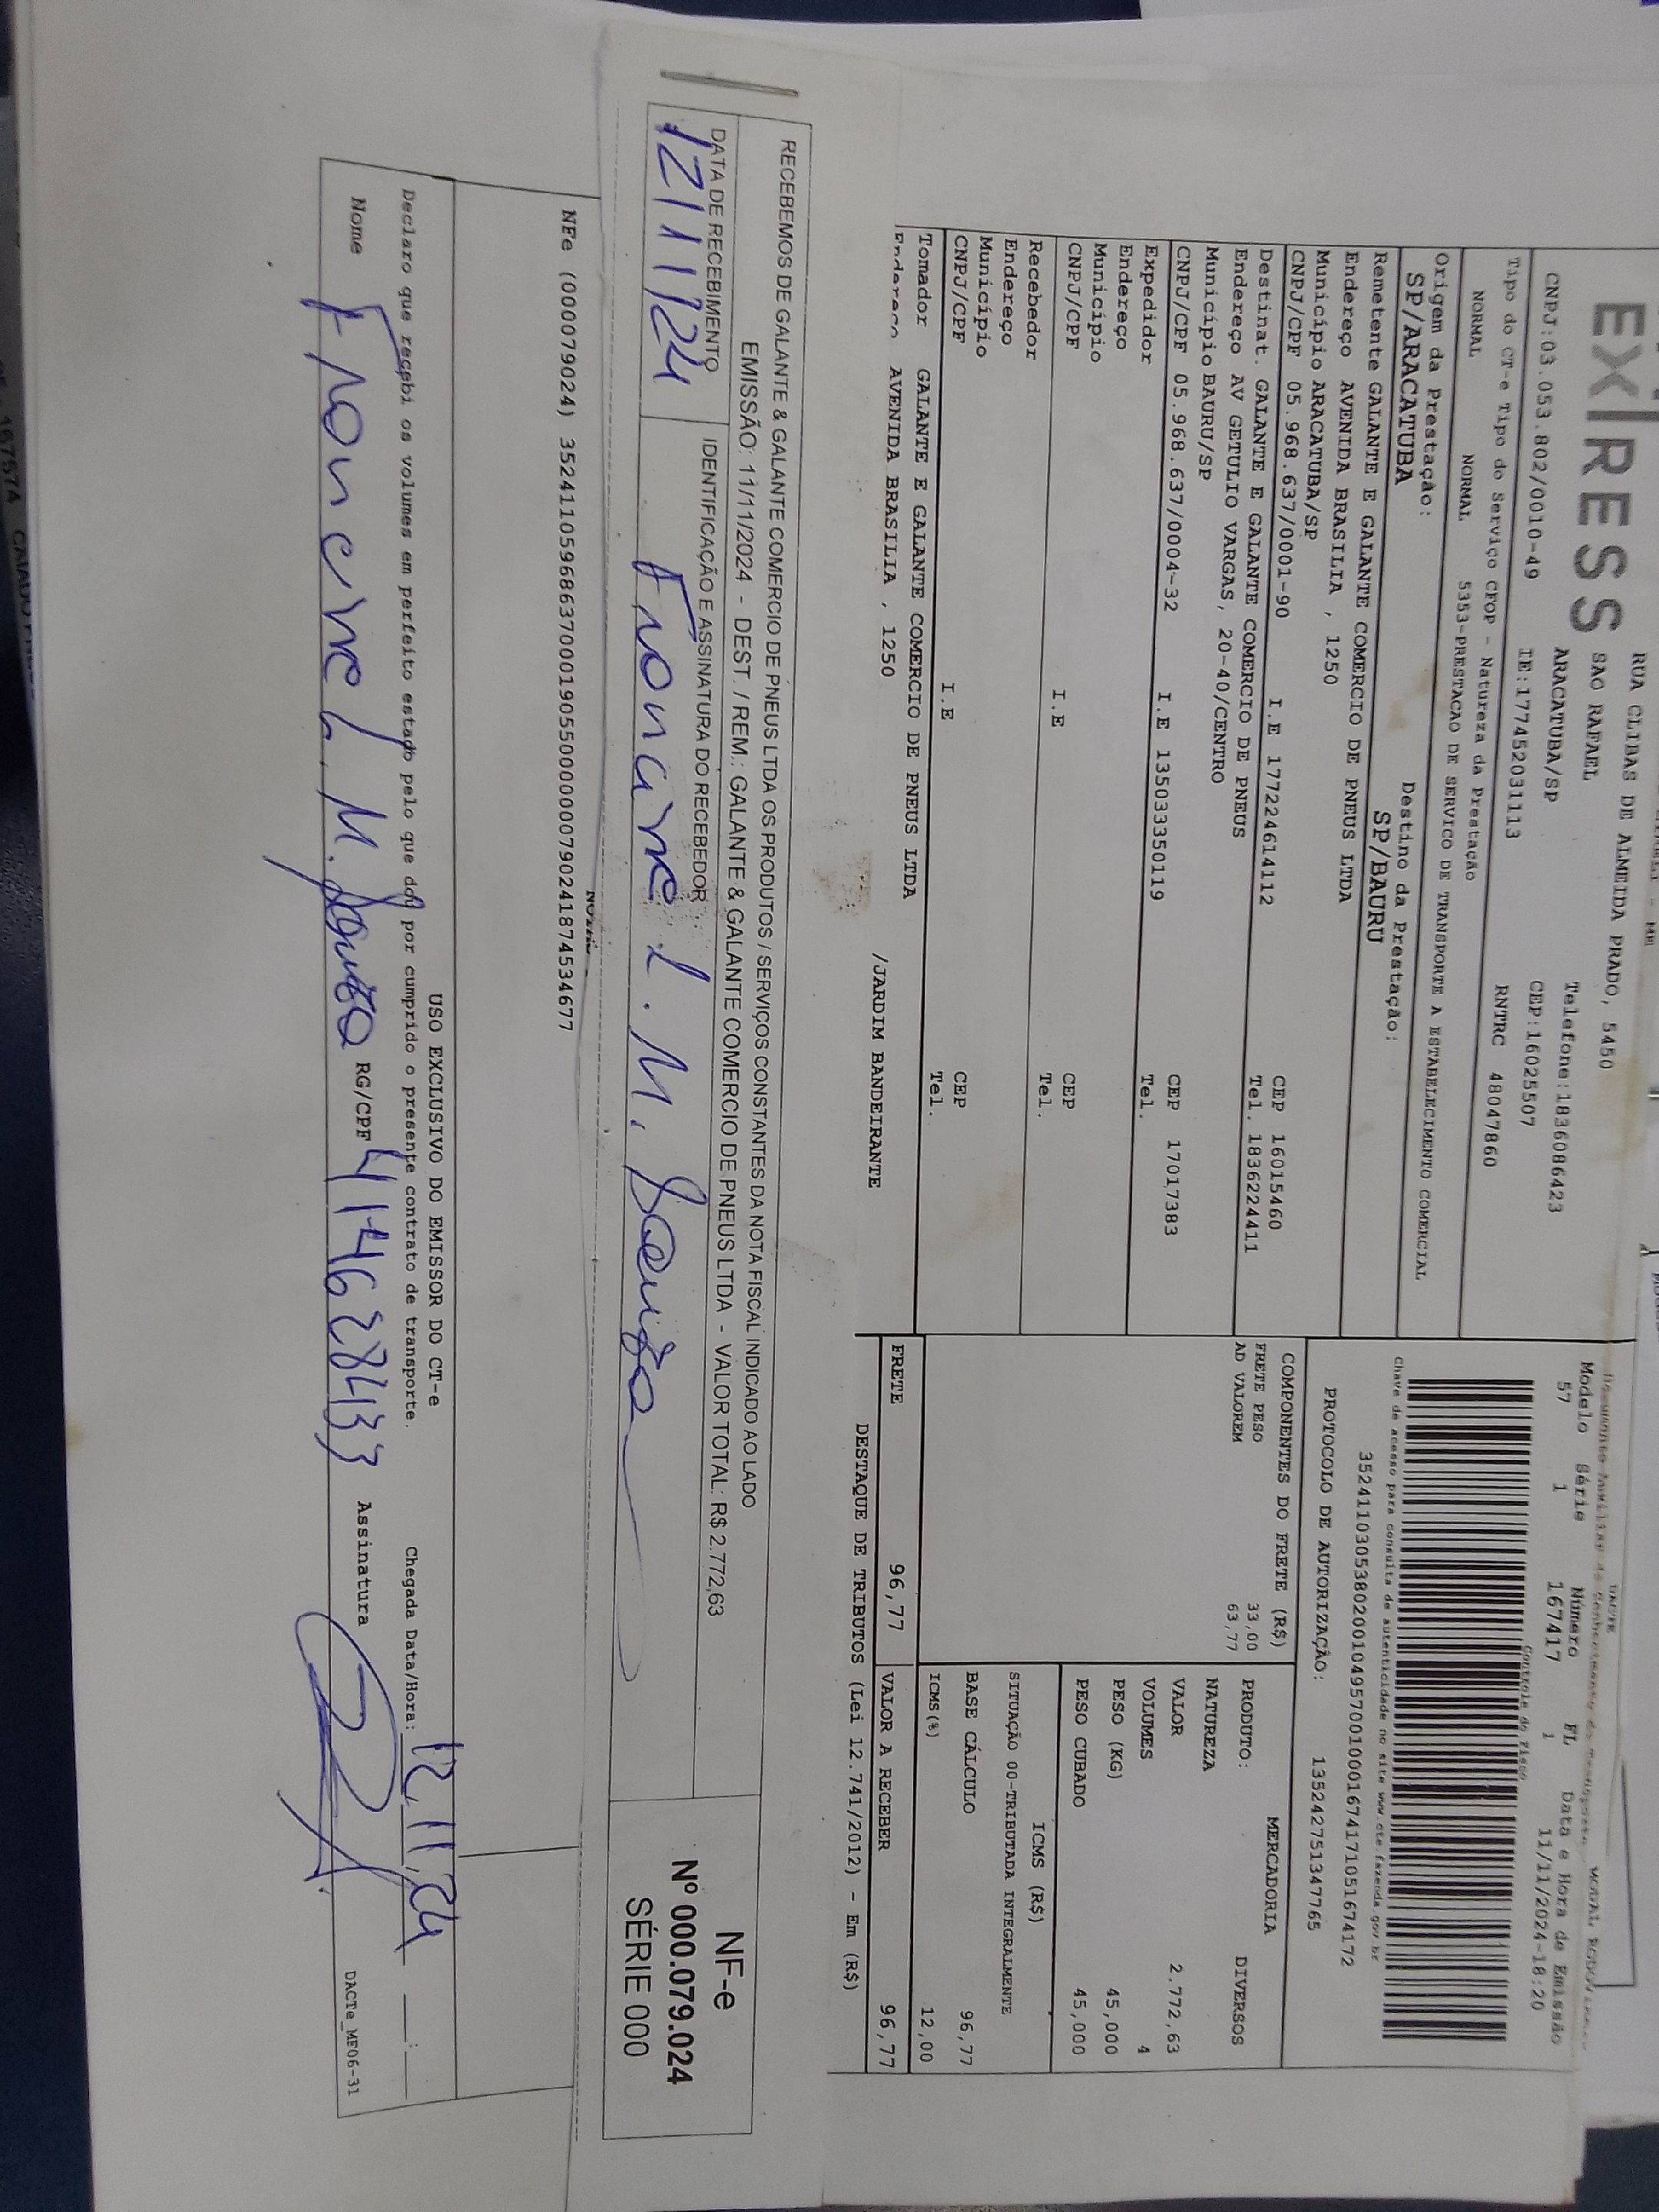 EXPRESS
RUA CLIBAS DE ALMEIDA PRADO, 5450
SAO RAFAEL
ARACATUBA/SP
Telefone:1836086423
CEP:16025507
CNPJ:03.053.802/0010-49
IE:177452031113
RNTRC 48047860
Tipo do CT-e Tipo do Serviço CFOP - Natureza da Prestação
NORMAL NORMAL 5353-PRESTACAO DE SERVICO DE TRANSPORTE A ESTABELECIMENTO COMERCIAL
Origem da Prestação:
SP/ARACATUBA
Destino da Prestação:
SP/BAURU
Remetente GALANTE E GALANTE COMERCIO DE PNEUS LTDA
Endereço AVENIDA BRASILIA , 1250
Município ARACATUBA/SP
CEP 16015460
CNPJ/CPF 05.968.637/0001-90 I.E 177224614112 Tel. 1836224411
Destinat. GALANTE E GALANTE COMERCIO DE PNEUS
Endereço AV GETULIO VARGAS, 20-40/CENTRO
Município BAURU/SP
CEP 17017383
CNPJ/CPF 05.968.637/0004-32 I.E 135033350119 Tel.
Expedidor
Endereço
Município
CEP
CNPJ/CPF I.E Tel.
Recebedor
Endereço
Município
CEP
CNPJ/CPF I.E Tel.
Tomador GALANTE E GALANTE COMERCIO DE PNEUS LTDA
Endereço AVENIDA BRASILIA , 1250 /JARDIM BANDEIRANTE
Modelo Série Número FL Data e Hora de Emissão
57 1 167417 1 11/11/2024-18:20
Controle do Fisco
Chave de acesso para consulta de autenticidade no site www.cte.fazenda.gov.br
35241103053802001049570010001674171051674172
PROTOCOLO DE AUTORIZAÇÃO: 135242751347765
COMPONENTES DO FRETE (R$)
FRETE PESO 33,00
AD VALOREM 63,77
MERCADORIA
PRODUTO: DIVERSOS
NATUREZA
VALOR 2.772,63
VOLUMES 4
PESO (KG) 45,000
PESO CUBADO 45,000
ICMS (R$)
SITUAÇÃO 00-TRIBUTADA INTEGRALMENTE
BASE CÁLCULO 96,77
ICMS(%) 12,00
FRETE 96,77
VALOR A RECEBER 96,77
DESTAQUE DE TRIBUTOS (Lei 12.741/2012) - Em (R$)
RECEBEMOS DE GALANTE & GALANTE COMERCIO DE PNEUS LTDA OS PRODUTOS / SERVIÇOS CONSTANTES DA NOTA FISCAL INDICADO AO LADO
EMISSÃO: 11/11/2024 - DEST. / REM.: GALANTE & GALANTE COMERCIO DE PNEUS LTDA - VALOR TOTAL: R$ 2.772,63
DATA DE RECEBIMENTO
12/11/24
IDENTIFICAÇÃO E ASSINATURA DO RECEBEDOR
NF-e
Nº 000.079.024
SÉRIE 000
NFe (000079024) 35241105968637000190550000000790241874534677
USO EXCLUSIVO DO EMISSOR DO CT-e
Declaro que recebi os volumes em perfeito estado pelo que dou por cumprido o presente contrato de transporte.
Chegada Data/Hora: 12/11/24
Nome
RG/CPF
Assinatura
DACTe_MF06-31
167574